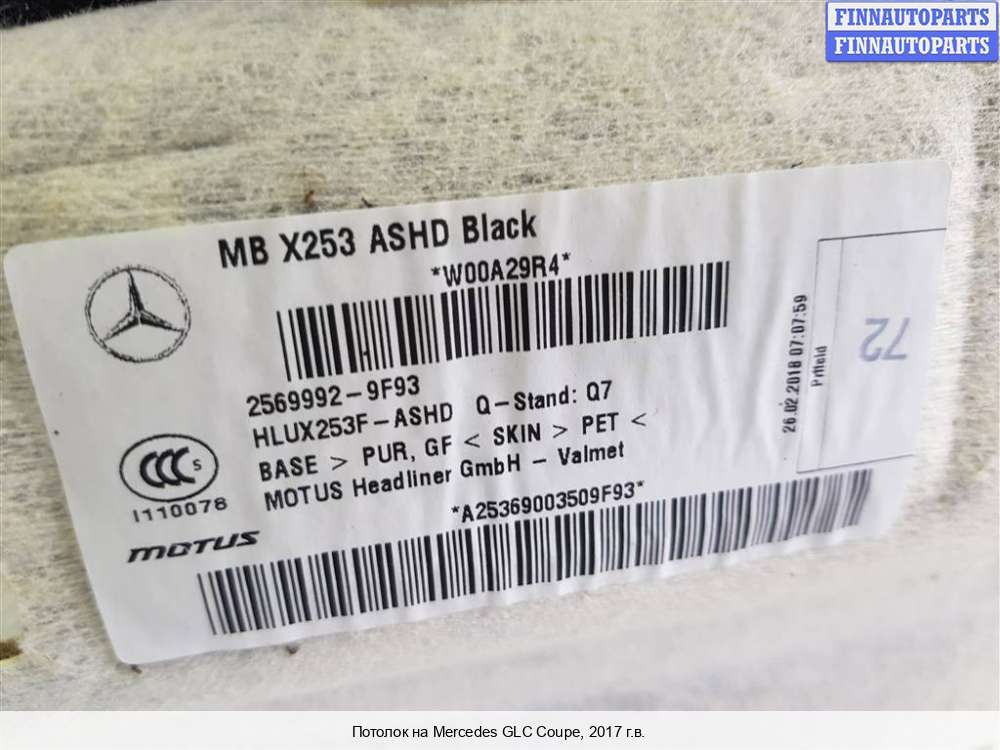 FINNAUTOPARTS
FINNAUTOPARTS
MB X253 ASHD Black
*W00A29R4*
2569992-9F93
HLUX253F-ASHD Q-Stand: Q7
BASE > PUR, GF < SKIN > PET <
MOTUS Headliner GmbH - Valmet
*A25369003509F93*
CCC S
I110078
MOTUS
26.02.2018 07:07:59
Prffeld
72
Потолок на Mercedes GLC Coupe, 2017 г.в.